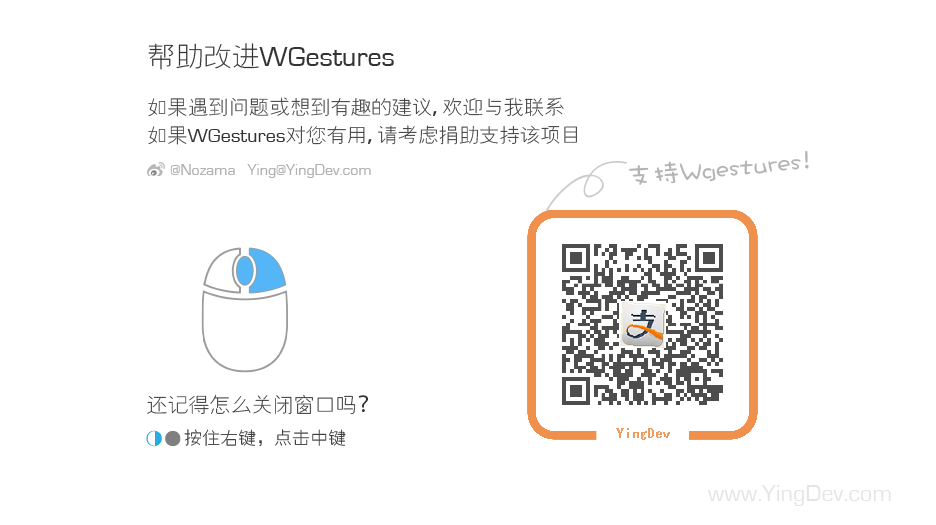 帮助改进WGestures
如果遇到问题或想到有趣的建议, 欢迎与我联系
如果WGestures对您有用, 请考虑捐助支持该项目
@Nozama Ying@YingDev.com
支持Wgestures!
支
YingDev
还记得怎么关闭窗口吗?
按住右键，点击中键
www.YingDev.com